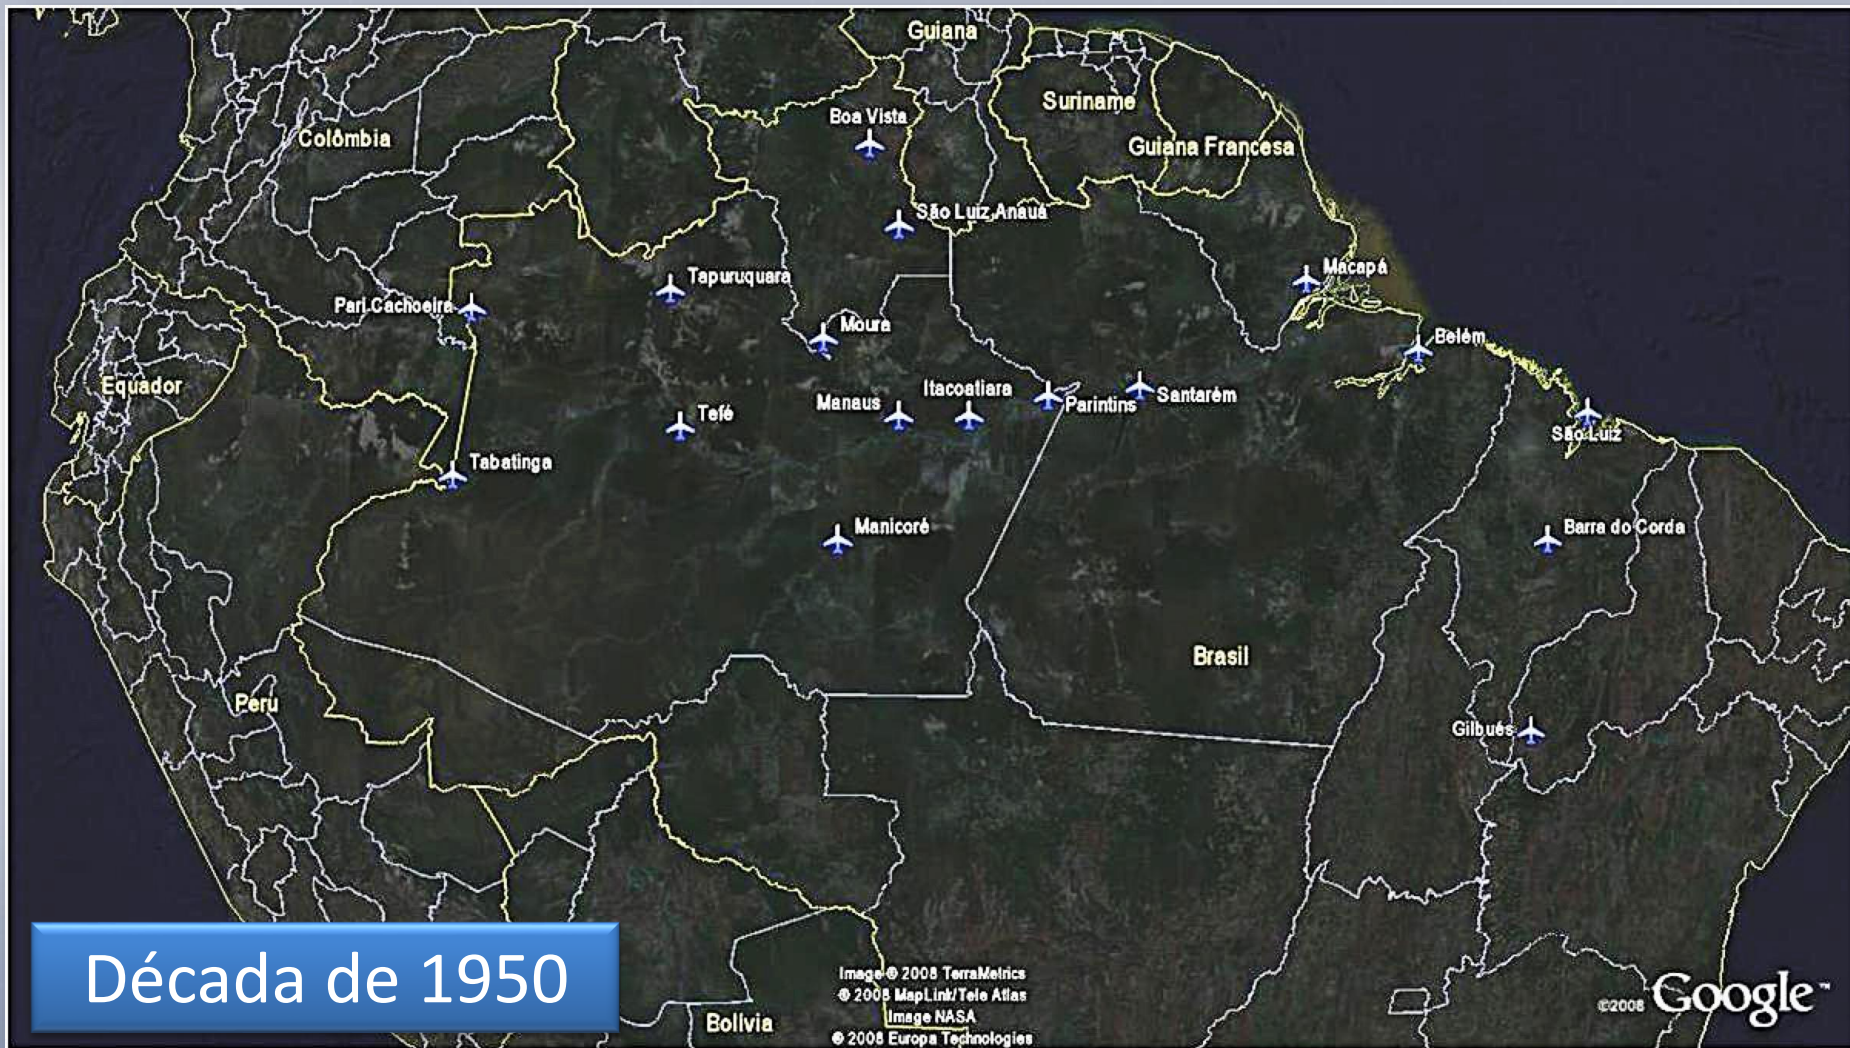 Guiana
Suriname
Boa Vista
Colômbia
Guiana Francesa
São Luiz Anauá
Macapá
Tapuruquara
Pari Cachoeira
Moura
Belém
Equador
Itacoatiara
Santarém
Manaus
Parintins
Tefé
São Luiz
Tabatinga
Manicoré
Barra do Corda
Brasil
Peru
Gilbués
Década de 1950
Image © 2008 TerraMetrics
© 2008 MapLink/Tele Atlas
Image NASA
© 2008 Europa Technologies
Bolívia
©2008 Google™